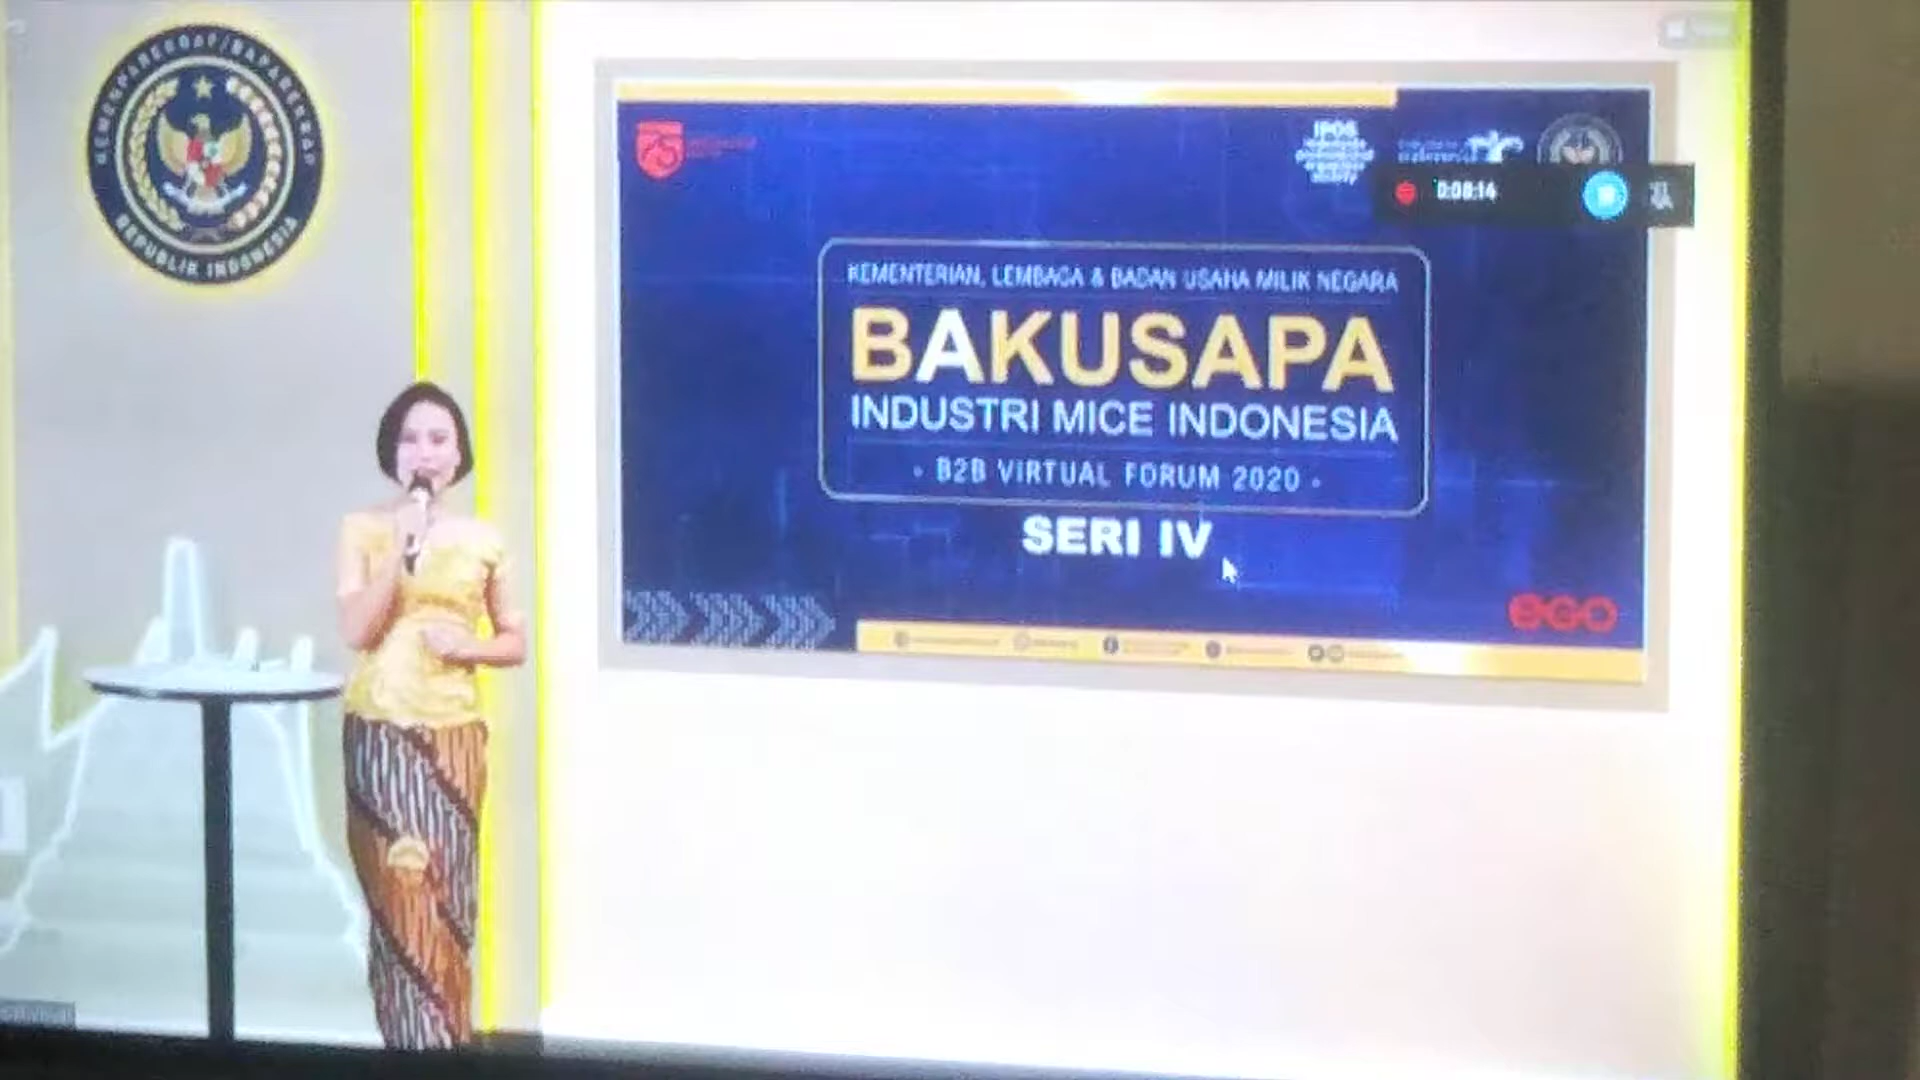 KEMENPAREKRAF/BAPAREKRAF
REPUBLIK INDONESIA
75
IPOS
0:08:14
KEMENTERIAN, LEMBAGA & BADAN USAHA MILIK NEGARA
BAKUSAPA
INDUSTRI MICE INDONESIA
• B2B VIRTUAL FORUM 2020 •
SERI IV
eGO